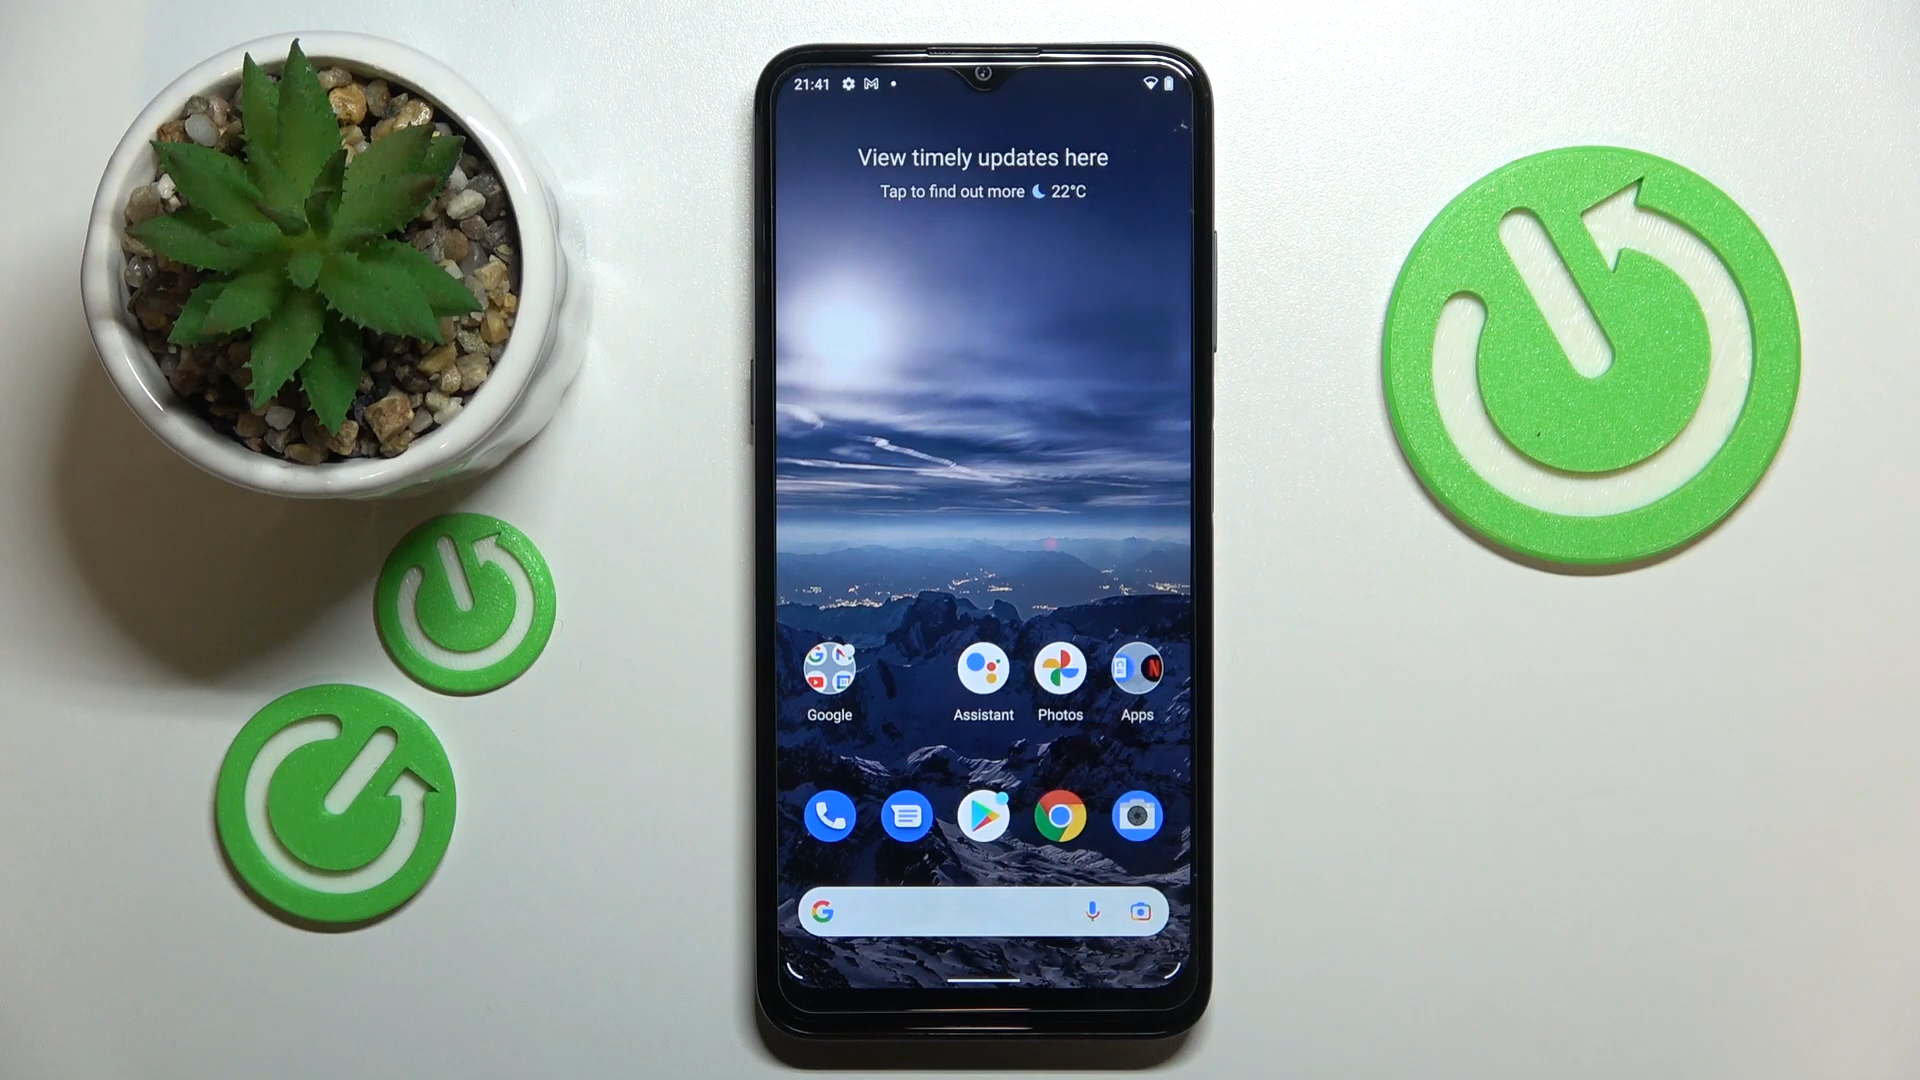 21:41
View timely updates here
Tap to find out more 22°C
Google
Assistant
Photos
Apps